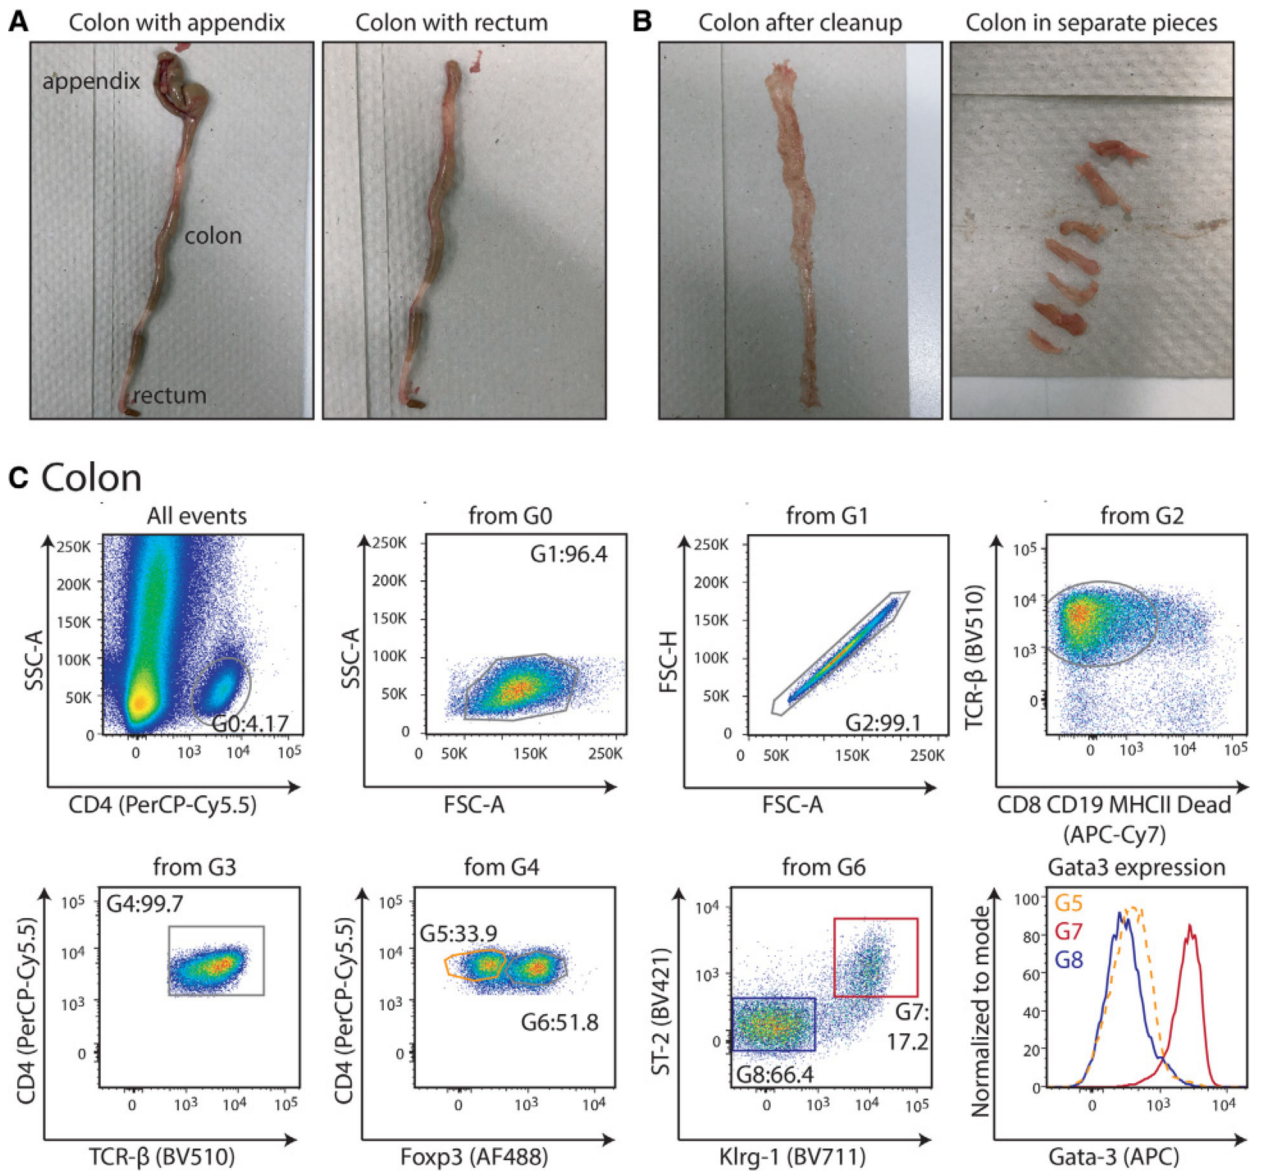 A Colon with appendix Colon with rectum B Colon after cleanup Colon in separate pieces
appendix
colon
rectum
C Colon
All events from G0 from G1 from G2
SSC-A
250K
200K
150K
100K
50K
0
G0:4.17
0 10³ 10⁴ 10⁵
CD4 (PerCP-Cy5.5)
SSC-A
250K
200K
150K
100K
50K
0
G1:96.4
0 50K 150K 250K
FSC-A
FSC-H
250K
200K
150K
100K
50K
0
G2:99.1
0 50K 150K 250K
FSC-A
TCR-β (BV510)
10⁵
10⁴
10³
0
0 10³ 10⁴ 10⁵
CD8 CD19 MHCII Dead
(APC-Cy7)
from G3 fom G4 from G6 Gata3 expression
CD4 (PerCP-Cy5.5)
10⁵
10⁴
10³
0
G4:99.7
0 10³ 10⁴ 10⁵
TCR-β (BV510)
CD4 (PerCP-Cy5.5)
10⁵
10⁴
10³
0
G5:33.9
G6:51.8
0 10³ 10⁴
Foxp3 (AF488)
ST-2 (BV421)
10⁴
10³
0
G7:
17.2
G8:66.4
0 10³ 10⁴ 10⁵
Klrg-1 (BV711)
Normalized to mode
100
80
60
40
20
0
G5
G7
G8
0 10³ 10⁴
Gata-3 (APC)